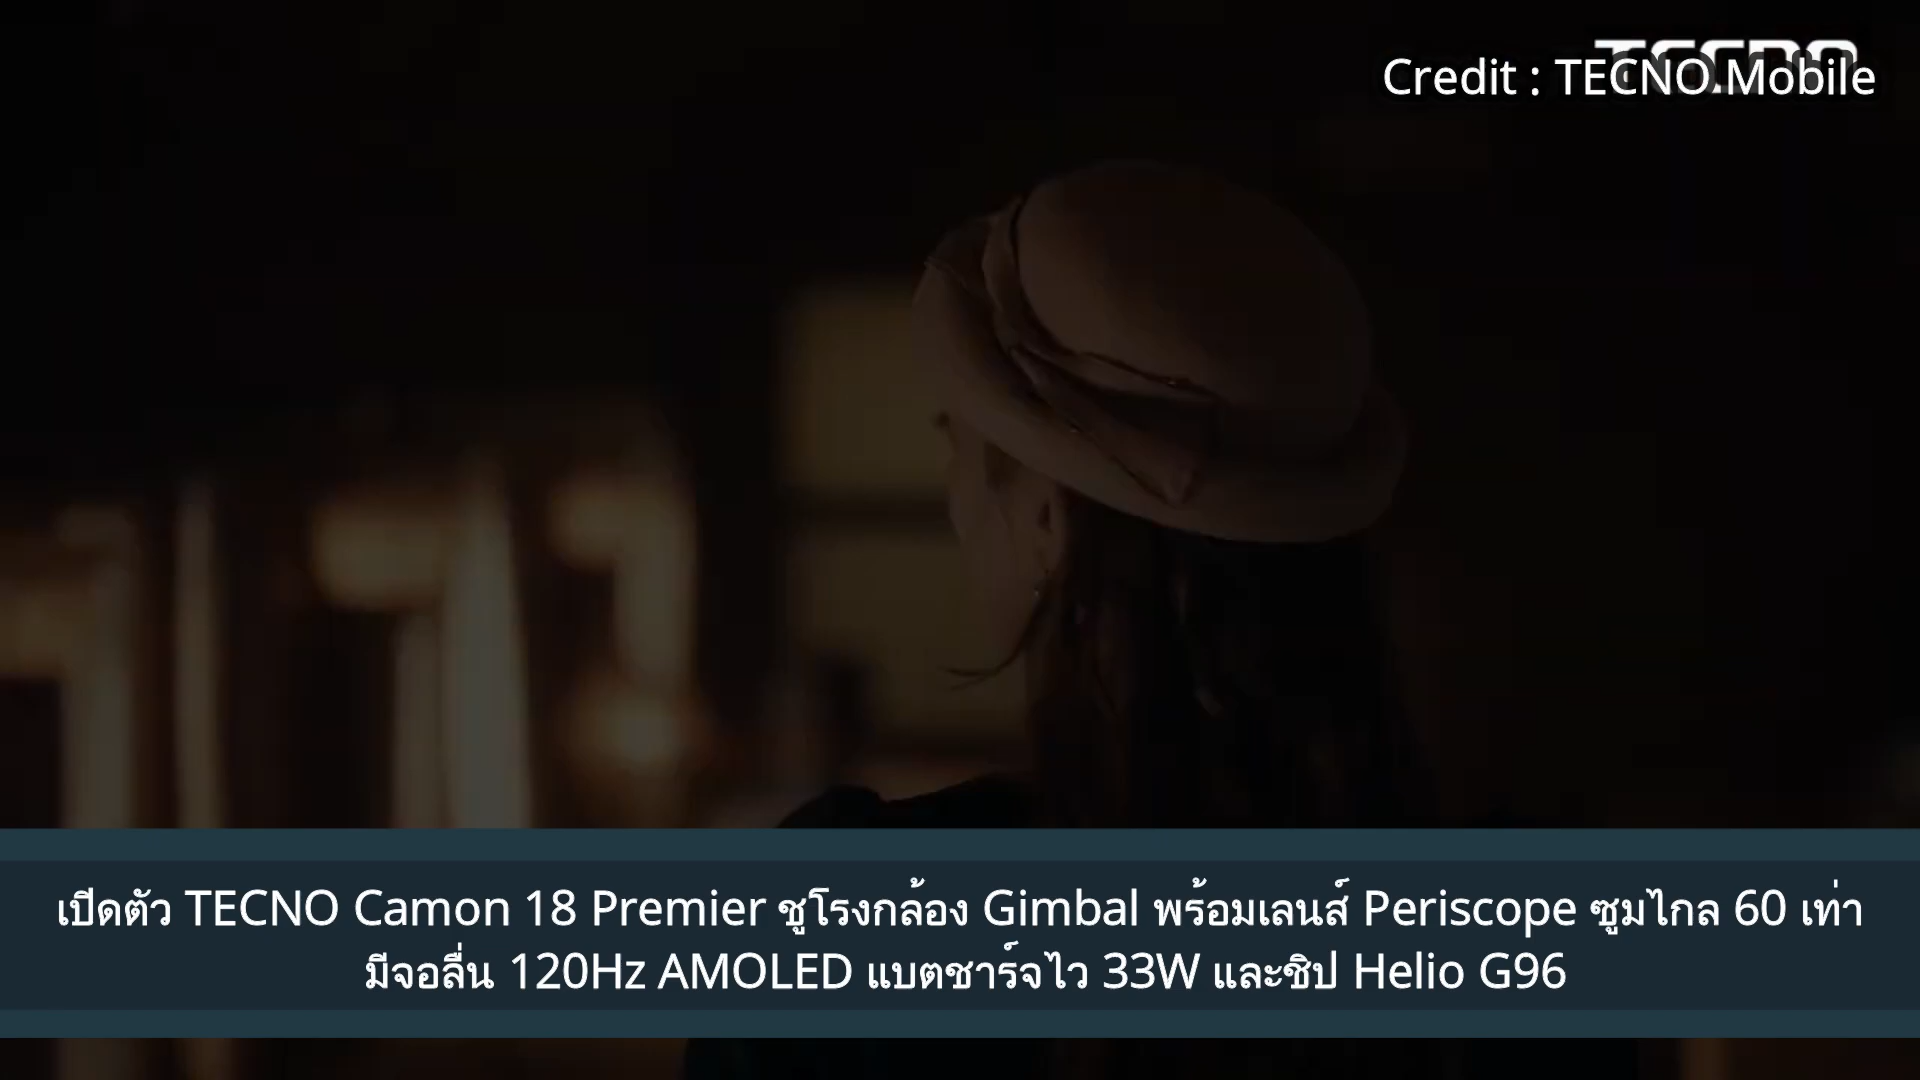 TECNO
Credit : TECNO Mobile
เปิดตัว TECNO Camon 18 Premier ชูโรงกล้อง Gimbal พร้อมเลนส์ Periscope ซูมไกล 60 เท่า
มีจอลื่น 120Hz AMOLED แบตชาร์จไว 33W และชิป Helio G96